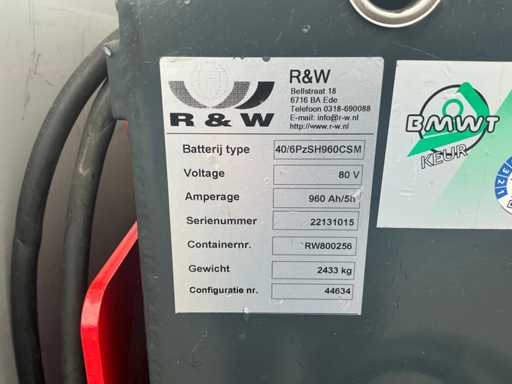 R & W
R&W
Bellstraat 18
6716 BA Ede
Telefoon 0318-690088
E-mail: info@r-w.nl
http://www.r-w.nl
Batterij type 40/6PzSH960CSM
Voltage 80 V
Amperage 960 Ah/5h
Serienummer 22131015
Containernr. RW800256
Gewicht 2433 kg
Configuratie nr. 44634
BMWT
KEUR